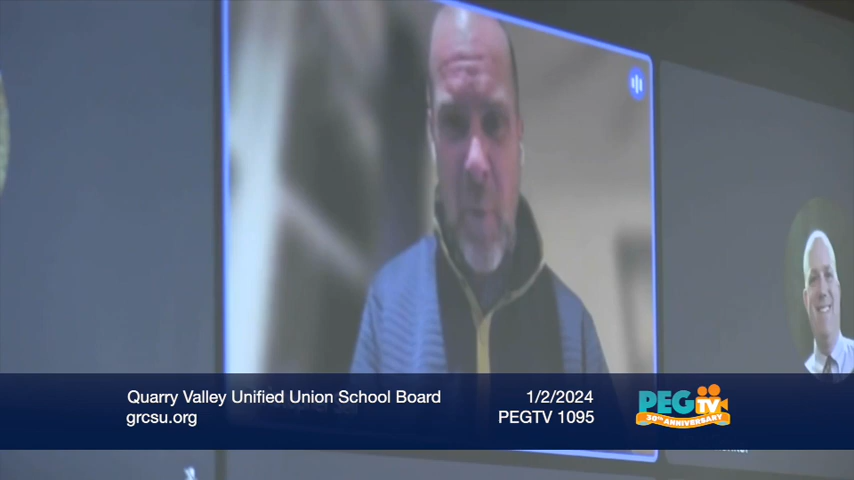 Quarry Valley Unified Union School Board
1/2/2024
grcsu.org
PEGTV 1095
PEG TV
30TH ANNIVERSARY